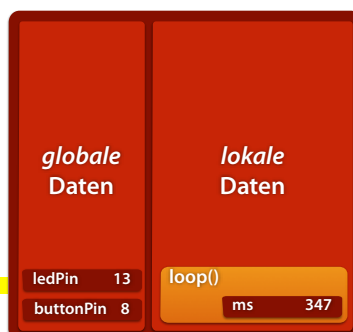 globale
Daten
lokale
Daten
ledPin 13
buttonPin 8
loop()
ms 347